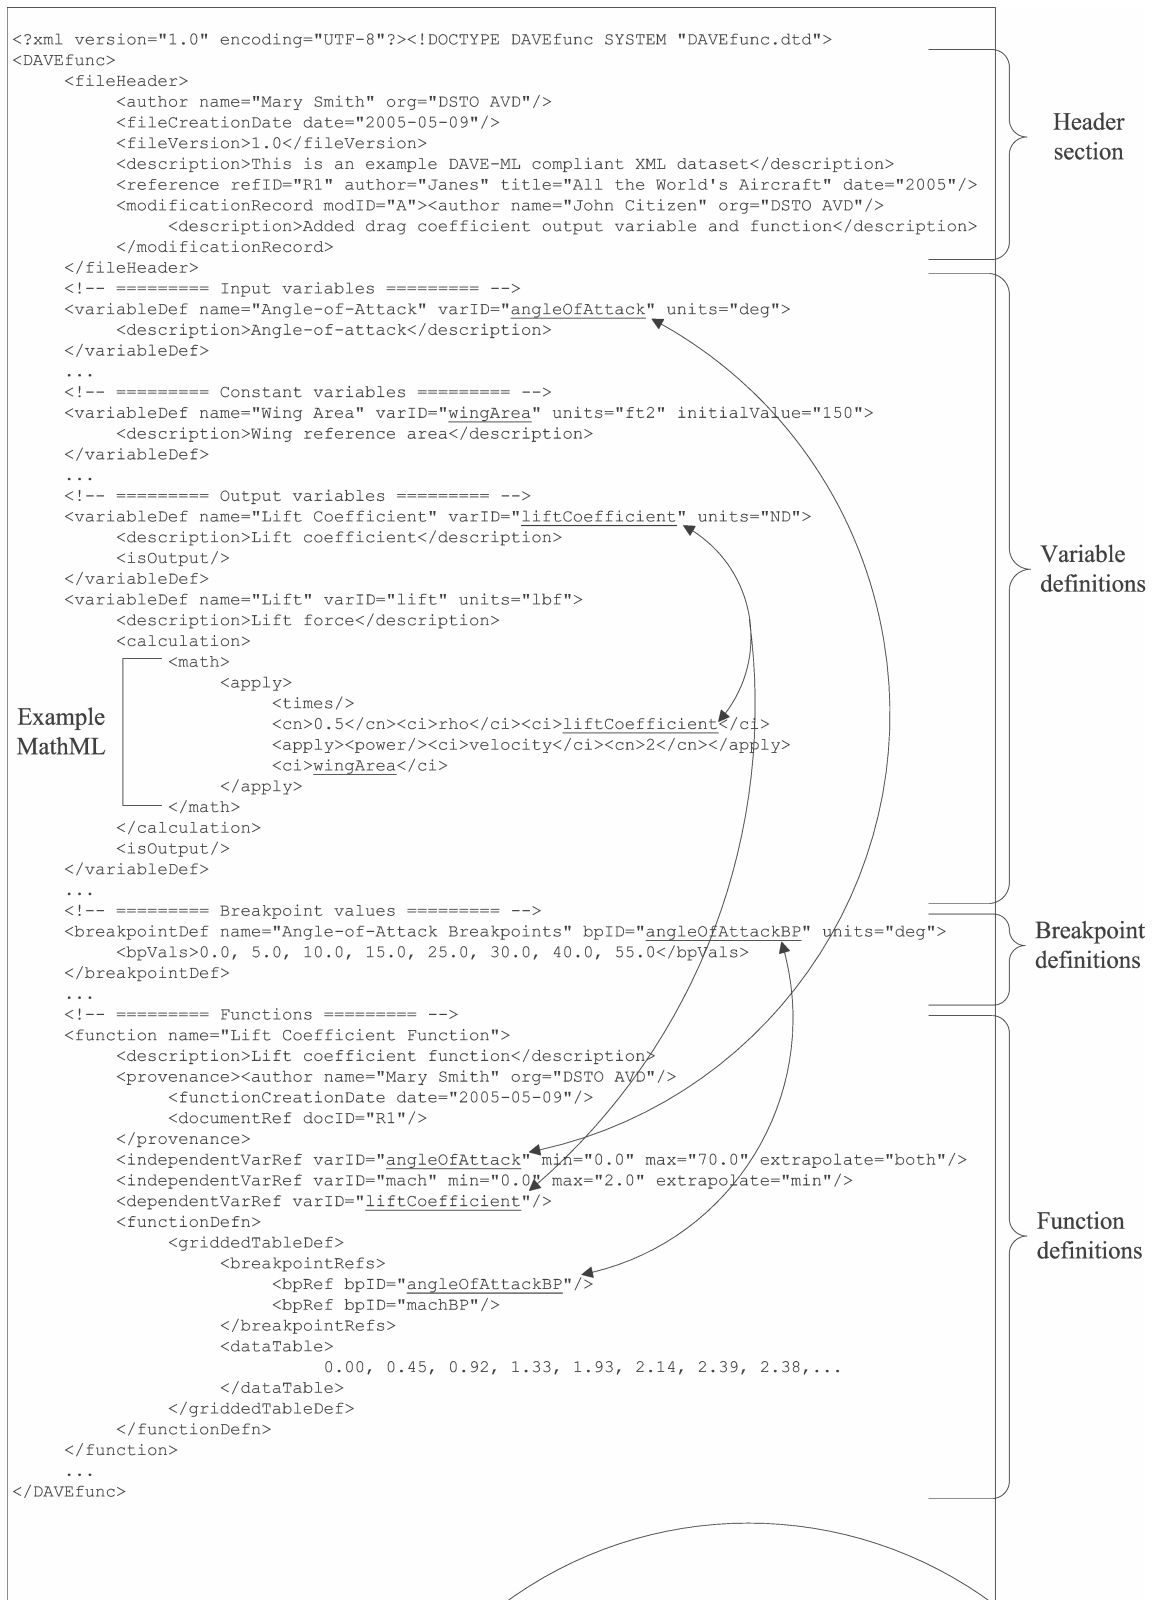 <?xml version="1.0" encoding="UTF-8"?><!DOCTYPE DAVEfunc SYSTEM "DAVEfunc.dtd">
<DAVEfunc>
<fileHeader>
<author name="Mary Smith" org="DSTO AVD"/>
<fileCreationDate date="2005-05-09"/>
<fileVersion>1.0</fileVersion>
<description>This is an example DAVE-ML compliant XML dataset</description>
<reference refID="R1" author="Janes" title="All the World's Aircraft" date="2005"/>
<modificationRecord modID="A"><author name="John Citizen" org="DSTO AVD"/>
<description>Added drag coefficient output variable and function</description>
</modificationRecord>
</fileHeader>
Header
section
<!-- ========= Input variables ========= -->
<variableDef name="Angle-of-Attack" varID="angleOfAttack" units="deg">
<description>Angle-of-attack</description>
</variableDef>
...
<!-- ========= Constant variables ========= -->
<variableDef name="Wing Area" varID="wingArea" units="ft2" initialValue="150">
<description>Wing reference area</description>
</variableDef>
...
<!-- ========= Output variables ========= -->
<variableDef name="Lift Coefficient" varID="liftCoefficient" units="ND">
<description>Lift coefficient</description>
<isOutput/>
</variableDef>
<variableDef name="Lift" varID="lift" units="lbf">
<description>Lift force</description>
<calculation>
<math>
<apply>
<times/>
<cn>0.5</cn><ci>rho</ci><ci>liftCoefficient</ci>
<apply><power/><ci>velocity</ci><cn>2</cn></apply>
<ci>wingArea</ci>
</apply>
</math>
</calculation>
<isOutput/>
</variableDef>
...
Example
MathML
Variable
definitions
<!-- ========= Breakpoint values ========= -->
<breakpointDef name="Angle-of-Attack Breakpoints" bpID="angleOfAttackBP" units="deg">
<bpVals>0.0, 5.0, 10.0, 15.0, 25.0, 30.0, 40.0, 55.0</bpVals>
</breakpointDef>
...
Breakpoint
definitions
<!-- ========= Functions ========= -->
<function name="Lift Coefficient Function">
<description>Lift coefficient function</description>
<provenance><author name="Mary Smith" org="DSTO AVD"/>
<functionCreationDate date="2005-05-09"/>
<documentRef docID="R1"/>
</provenance>
<independentVarRef varID="angleOfAttack" min="0.0" max="70.0" extrapolate="both"/>
<independentVarRef varID="mach" min="0.0" max="2.0" extrapolate="min"/>
<dependentVarRef varID="liftCoefficient"/>
<functionDefn>
<griddedTableDef>
<breakpointRefs>
<bpRef bpID="angleOfAttackBP"/>
<bpRef bpID="machBP"/>
</breakpointRefs>
<dataTable>
0.00, 0.45, 0.92, 1.33, 1.93, 2.14, 2.39, 2.38,...
</dataTable>
</griddedTableDef>
</functionDefn>
</function>
...
</DAVEfunc>
Function
definitions